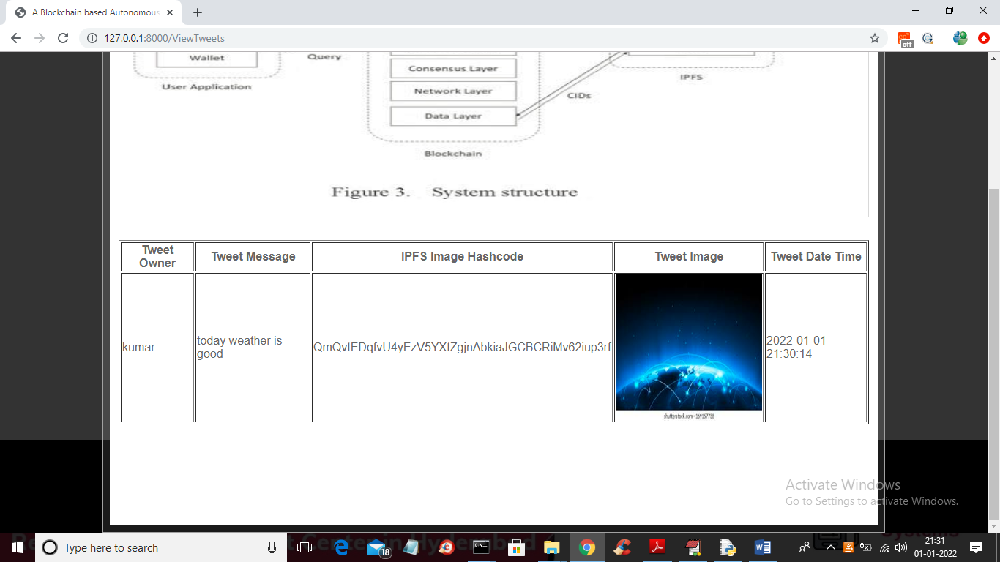 A Blockchain based Autonomous
127.0.0.1:8000/ViewTweets
off
Wallet
Query
User Application
Consensus Layer
Network Layer
Data Layer
Blockchain
CIDs
IPFS
Figure 3. System structure
Tweet Owner
Tweet Message
IPFS Image Hashcode
Tweet Image
Tweet Date Time
kumar
today weather is
good
QmQvtEDqfvU4yEzV5YXtZgjnAbkiaJGCBCRiMv62iup3rf
shutterstock.com • 169157738
2022-01-01
21:30:14
Activate Windows
Go to Settings to activate Windows.
Type here to search
18
21:31
01-01-2022